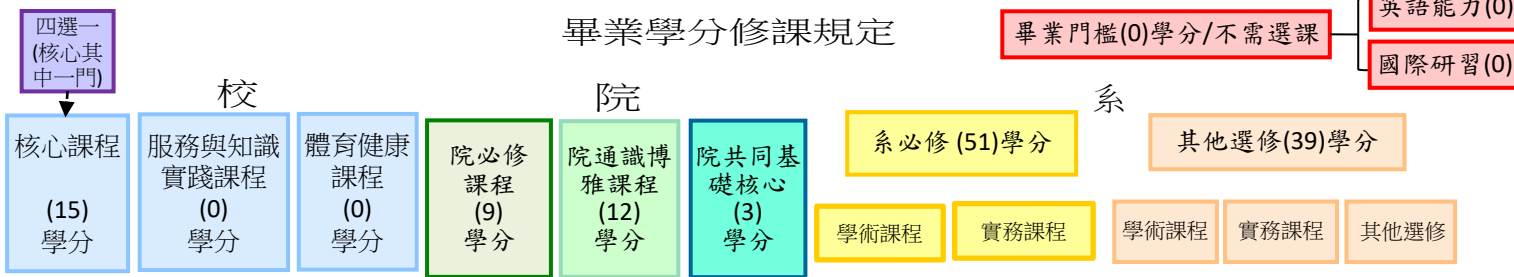 四選一
(核心其
中一門)
畢業學分修課規定
畢業門檻(0)學分/不需選課
英語能力(0)
國際研習(0)
校
院
系
核心課程
(15)
學分
服務與知識
實踐課程
(0)
學分
體育健康
課程
(0)
學分
院必修
課程
(9)
學分
院通識博
雅課程
(12)
學分
院共同基
礎核心
(3)
學分
系必修 (51)學分
學術課程
實務課程
其他選修(39)學分
學術課程
實務課程
其他選修